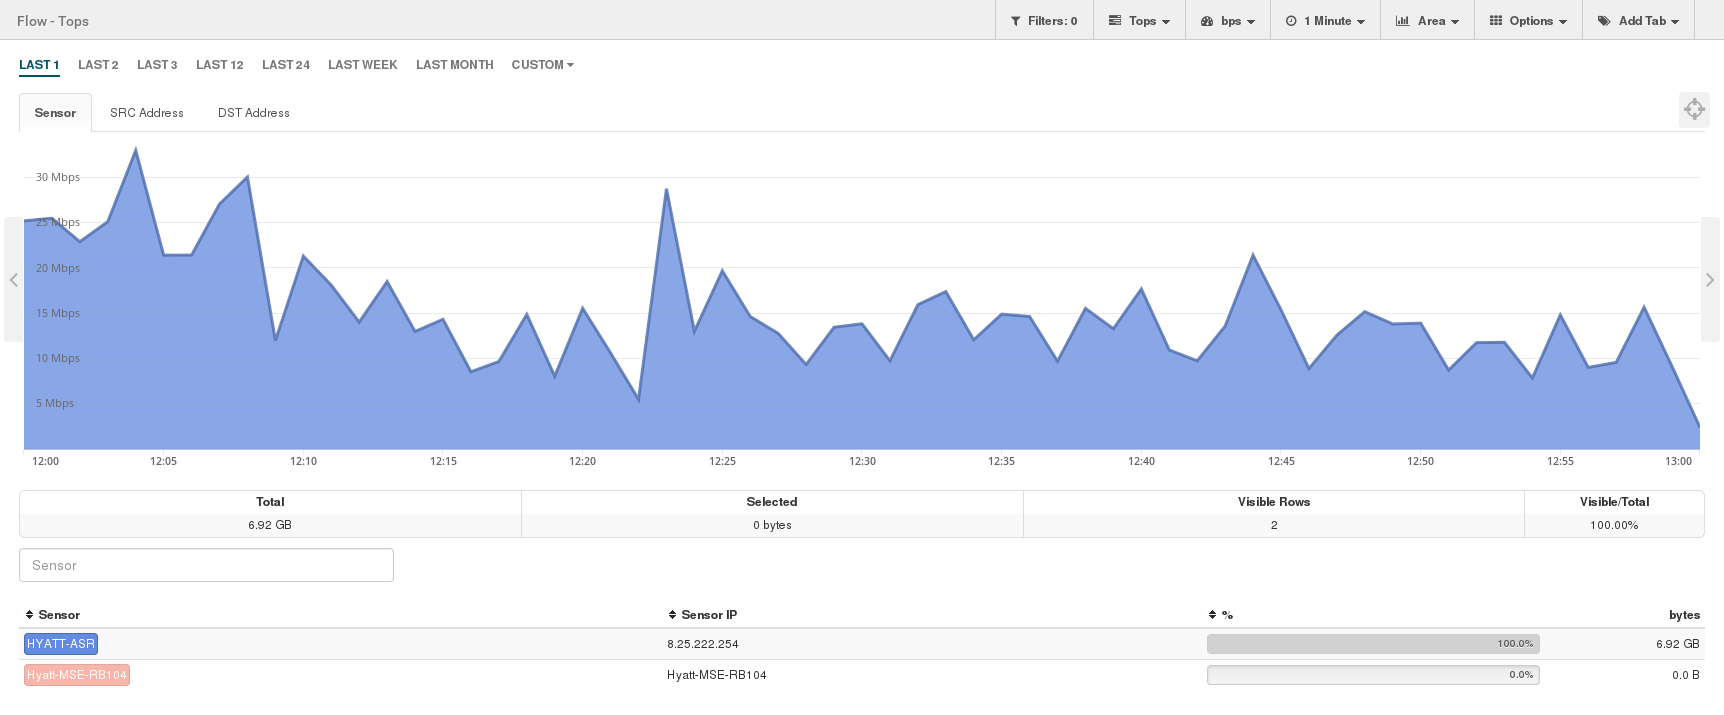 Flow - Tops Filters: 0 Tops bps 1 Minute Area Options Add Tab
LAST 1 LAST 2 LAST 3 LAST 12 LAST 24 LAST WEEK LAST MONTH CUSTOM
Sensor SRC Address DST Address
30 Mbps
25 Mbps
20 Mbps
15 Mbps
10 Mbps
5 Mbps
12:00 12:05 12:10 12:15 12:20 12:25 12:30 12:35 12:40 12:45 12:50 12:55 13:00
Total Selected Visible Rows Visible/Total
6.92 GB 0 bytes 2 100.00%
Sensor
Sensor Sensor IP % bytes
HYATT-ASR 8.25.222.254 100.0% 6.92 GB
Hyatt-MSE-RB104 Hyatt-MSE-RB104 0.0% 0.0 B